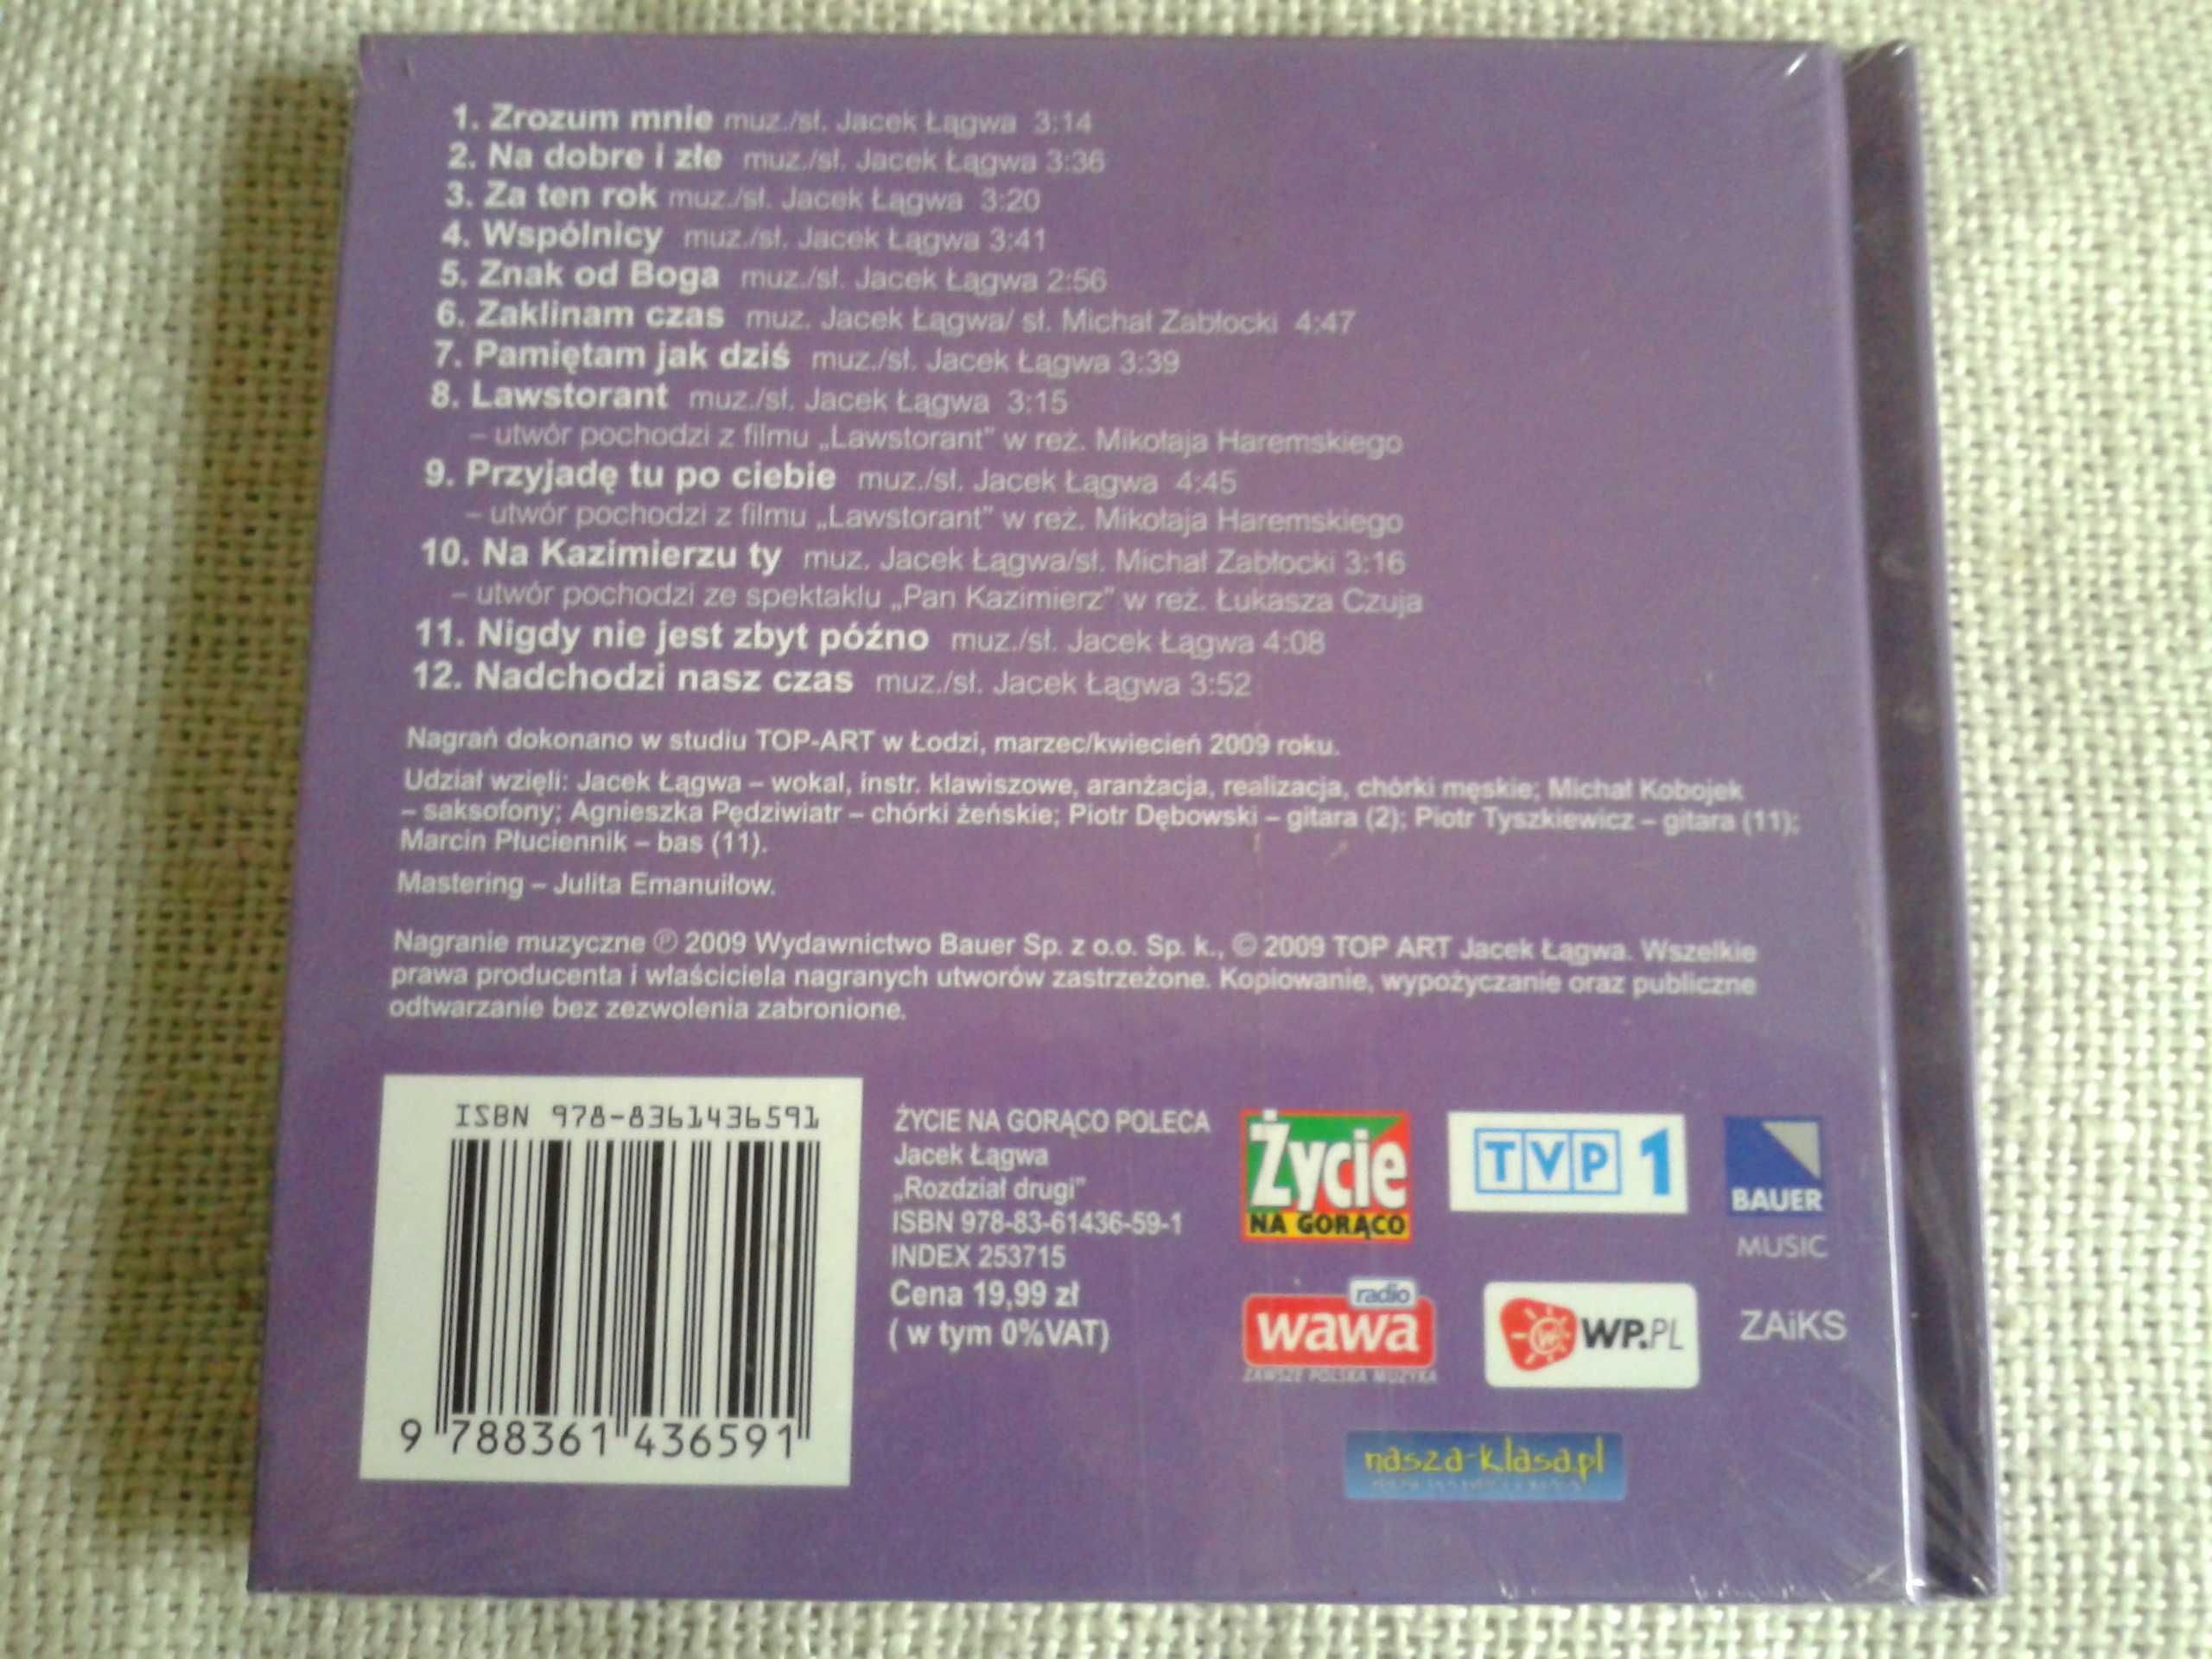 1. Zrozum mnie muz./sł. Jacek Łągwa 3:14
2. Na dobre i złe muz./sł. Jacek Łągwa 3:36
3. Za ten rok muz./sł. Jacek Łągwa 3:20
4. Wspólnicy muz./sł. Jacek Łągwa 3:41
5. Znak od Boga muz./sł. Jacek Łągwa 2:56
6. Zaklinam czas muz. Jacek Łągwa/ sł. Michał Zabłocki 4:47
7. Pamiętam jak dziś muz./sł. Jacek Łągwa 3:39
8. Lawstorant muz./sł. Jacek Łągwa 3:15
– utwór pochodzi z filmu „Lawstorant” w reż. Mikołaja Haremskiego
9. Przyjadę tu po ciebie muz./sł. Jacek Łągwa 4:45
– utwór pochodzi z filmu „Lawstorant” w reż. Mikołaja Haremskiego
10. Na Kazimierzu ty muz. Jacek Łągwa/sł. Michał Zabłocki 3:16
– utwór pochodzi ze spektaklu „Pan Kazimierz” w reż. Łukasza Czuja
11. Nigdy nie jest zbyt późno muz./sł. Jacek Łągwa 4:08
12. Nadchodzi nasz czas muz./sł. Jacek Łągwa 3:52
Nagrań dokonano w studiu TOP-ART w Łodzi, marzec/kwiecień 2009 roku.
Udział wzięli: Jacek Łągwa – wokal, instr. klawiszowe, aranżacja, realizacja, chórki męskie; Michał Kobojek
– saksofony; Agnieszka Pędziwiatr – chórki żeńskie; Piotr Dębowski – gitara (2); Piotr Tyszkiewicz – gitara (11);
Marcin Płuciennik – bas (11).
Mastering – Julita Emanuiłow.
Nagranie muzyczne ℗ 2009 Wydawnictwo Bauer Sp. z o.o. Sp. k., © 2009 TOP ART Jacek Łągwa. Wszelkie
prawa producenta i właściciela nagranych utworów zastrzeżone. Kopiowanie, wypożyczanie oraz publiczne
odtwarzanie bez zezwolenia zabronione.
ISBN 978-8361436591
9 788361 436591
ŻYCIE NA GORĄCO POLECA
Jacek Łągwa
„Rozdział drugi”
ISBN 978-83-61436-59-1
INDEX 253715
Cena 19,99 zł
( w tym 0%VAT)
Życie
NA GORĄCO
TVP 1
BAUER
MUSIC
radio
wawa
ZAWSZE POLSKA MUZYKA
WP.PL
ZAiKS
nasza-klasa.pl